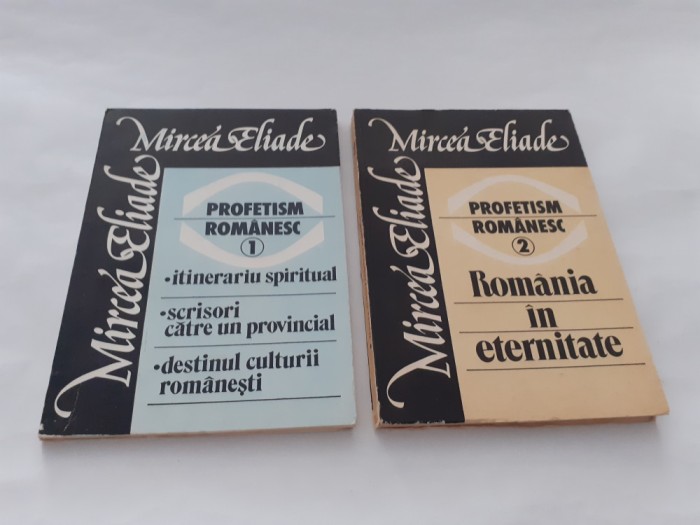 Mircea Eliade
Mircea Eliade
PROFETISM
ROMÂNESC
1
•itinerariu spiritual
•scrisori
către un provincial
•destinul culturii
românești
Mircea Eliade
Mircea Eliade
PROFETISM
ROMÂNESC
2
România
în
eternitate